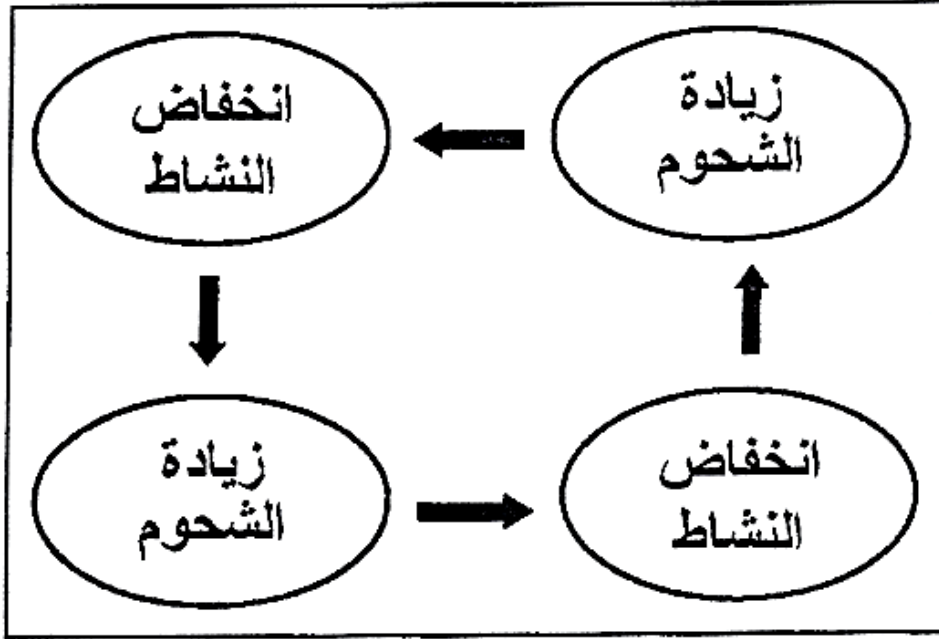 زيادة
الشحوم
انخفاض
النشاط
زيادة
الشحوم
انخفاض
النشاط